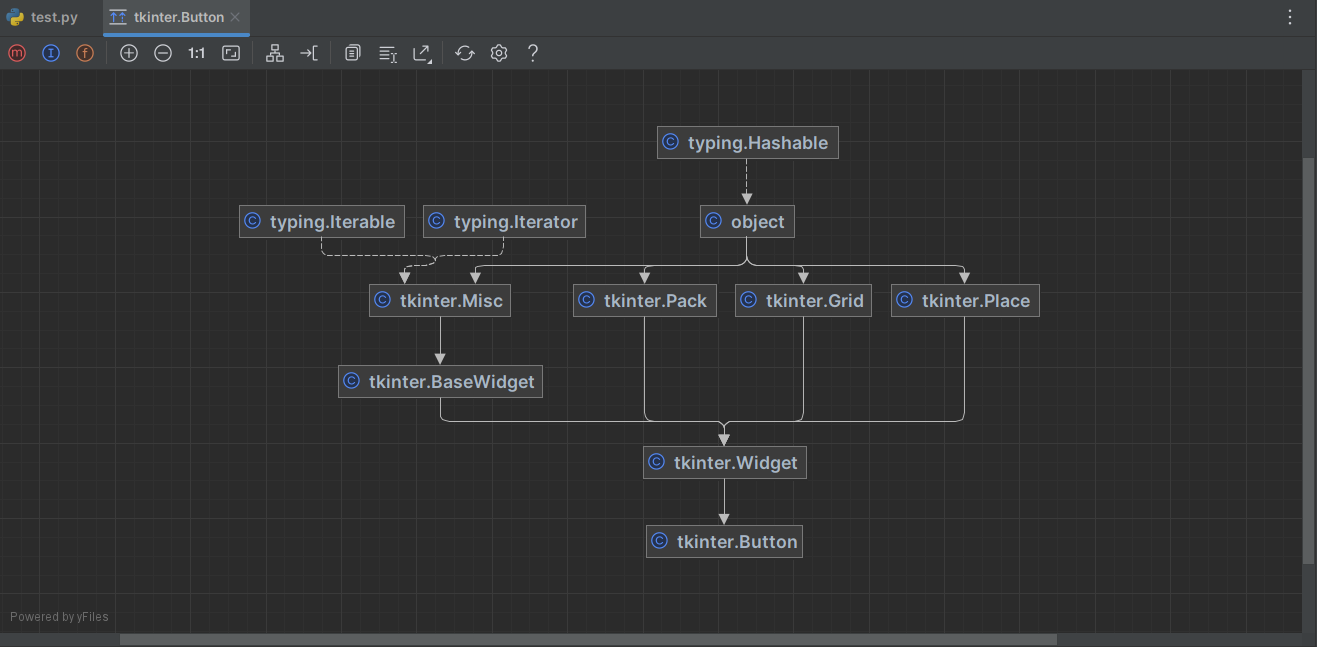 test.py
tkinter.Button
m
I
f
1:1
?
C typing.Hashable
C typing.Iterable
C typing.Iterator
C object
C tkinter.Misc
C tkinter.Pack
C tkinter.Grid
C tkinter.Place
C tkinter.BaseWidget
C tkinter.Widget
C tkinter.Button
Powered by yFiles